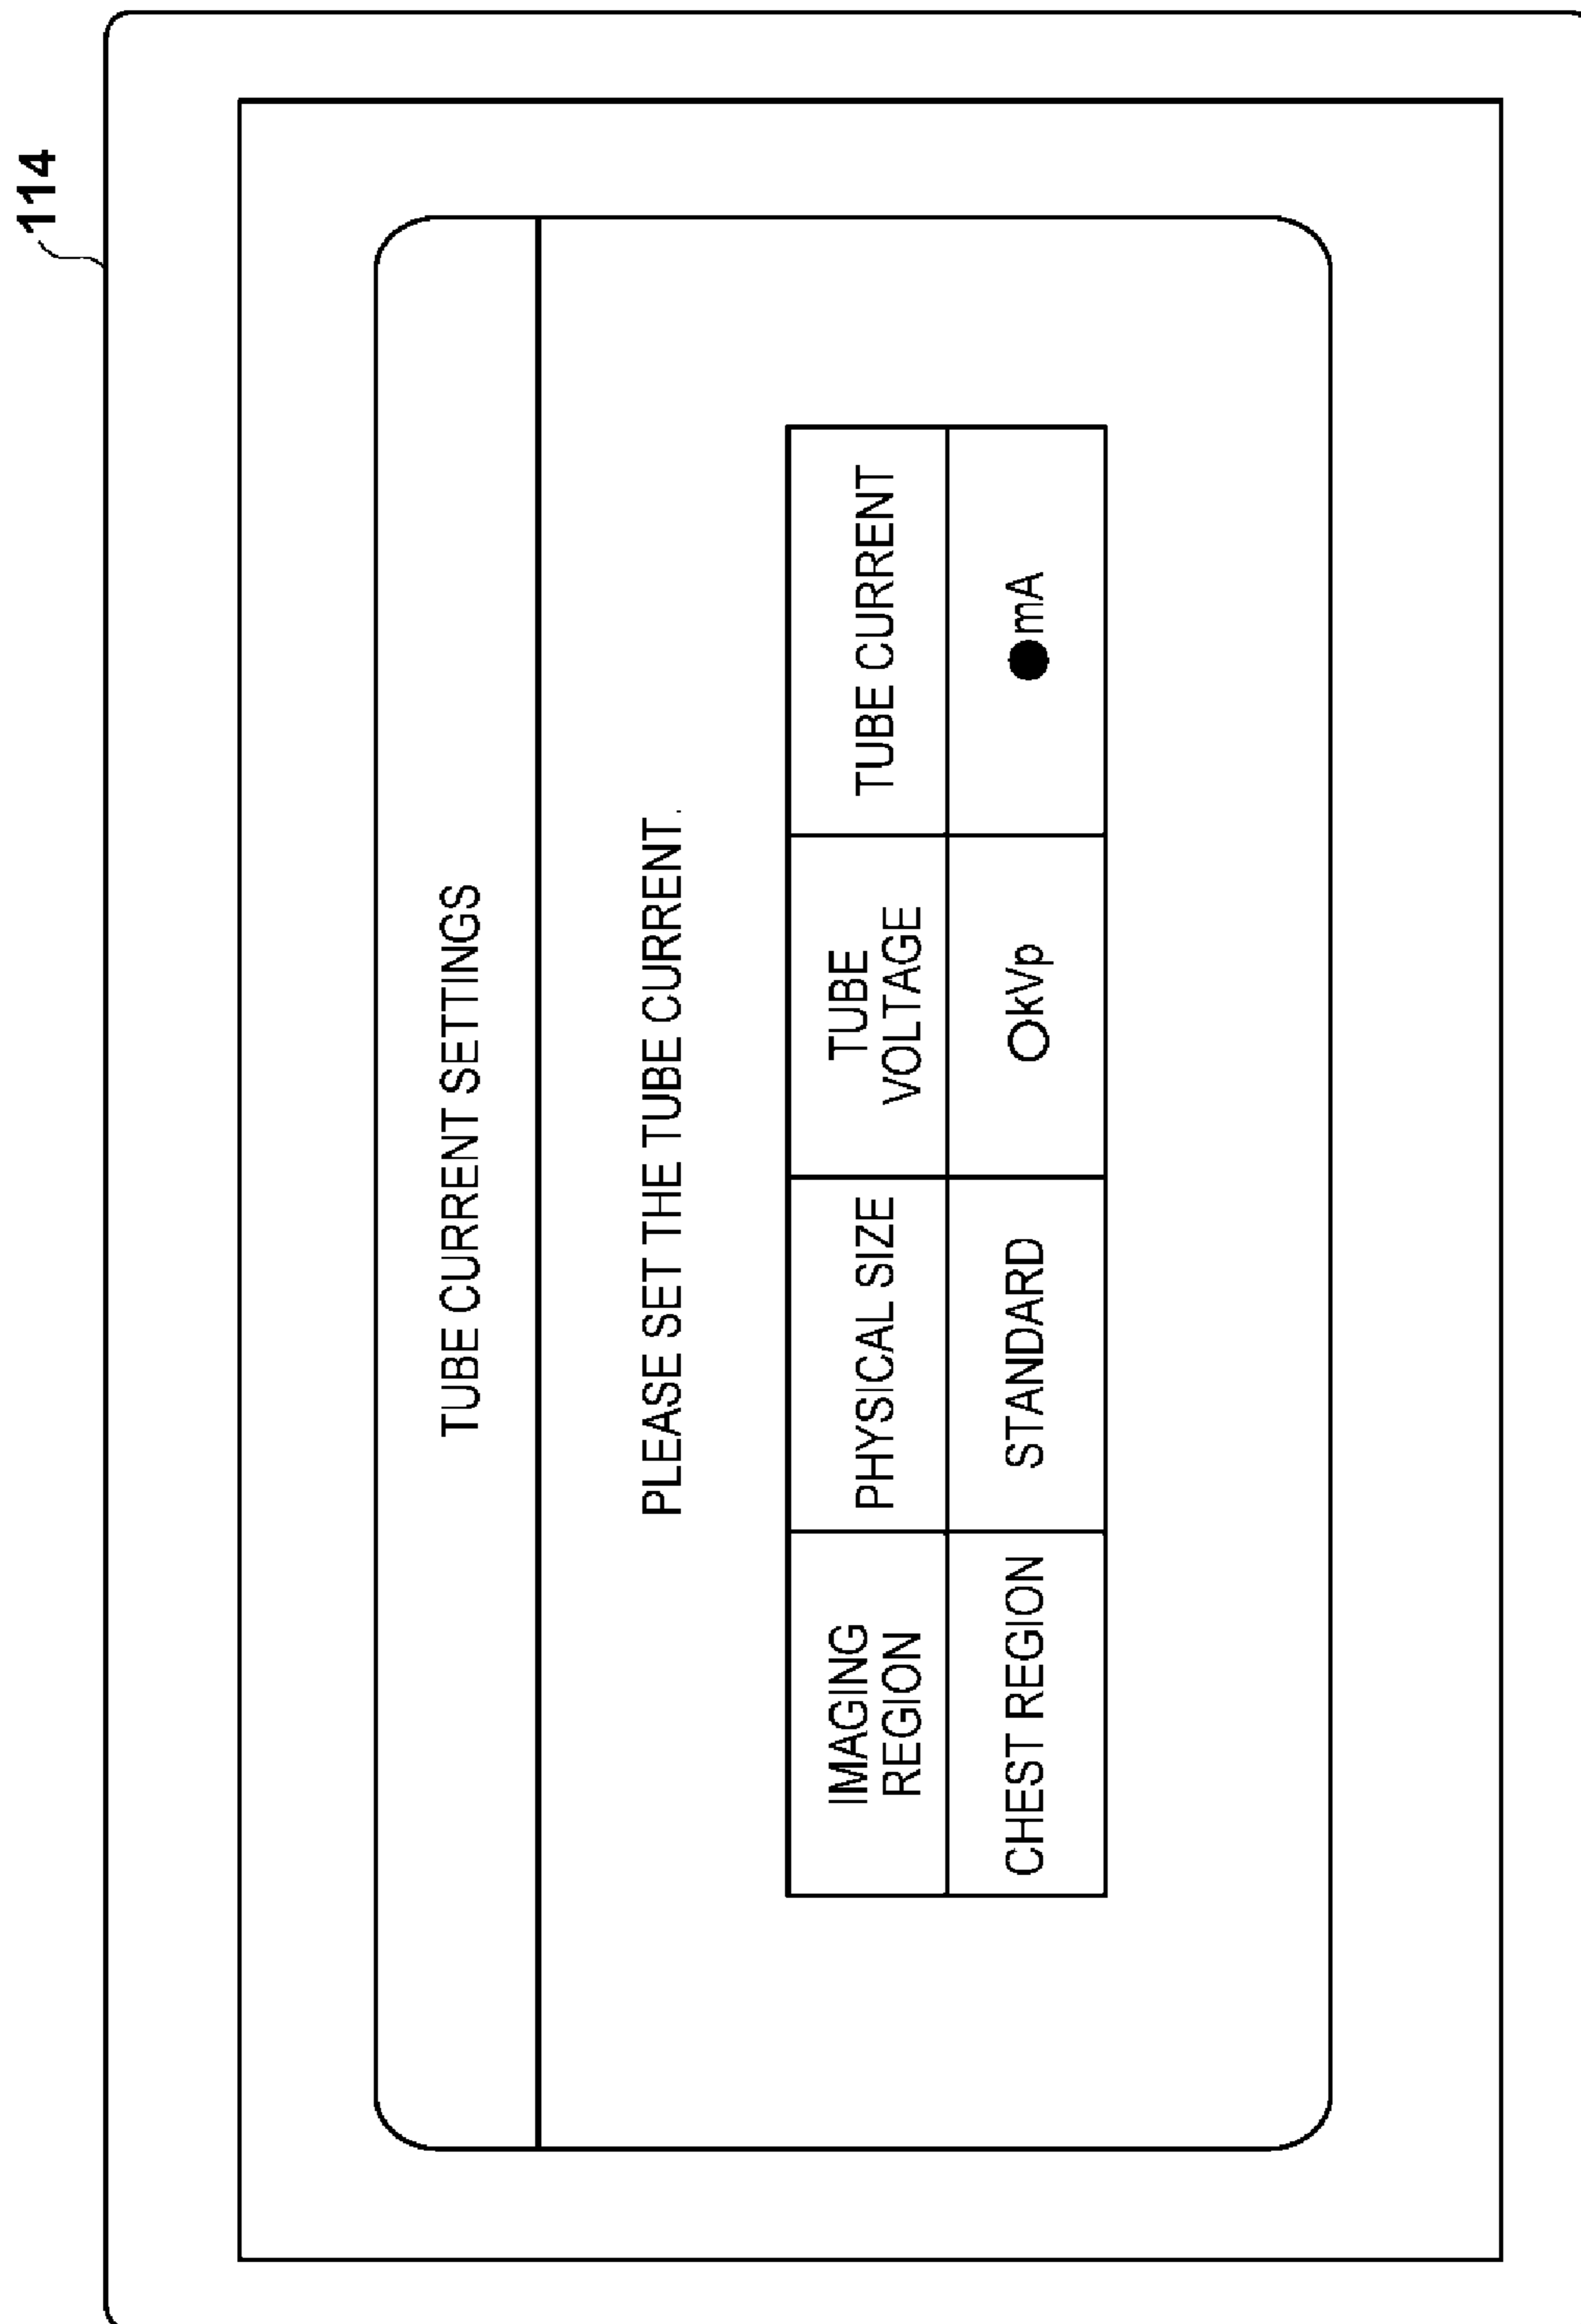 114
TUBE CURRENT SETTINGS
PLEASE SET THE TUBE CURRENT.
IMAGING
REGION
PHYSICAL SIZE
TUBE
VOLTAGE
TUBE CURRENT
CHEST REGION
STANDARD
○kVp
●mA